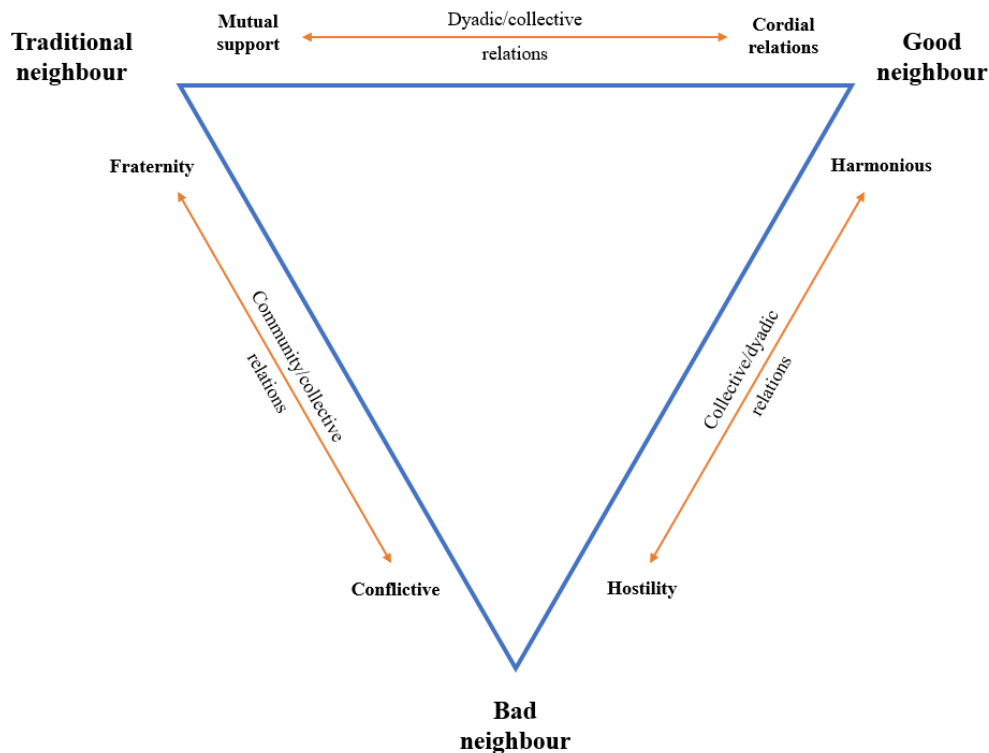 Traditional
neighbour
Mutual
support
Dyadic/collective
relations
Cordial
relations
Good
neighbour
Fraternity
Harmonious
Community/collective
relations
Collective/dyadic
relations
Conflictive
Hostility
Bad
neighbour